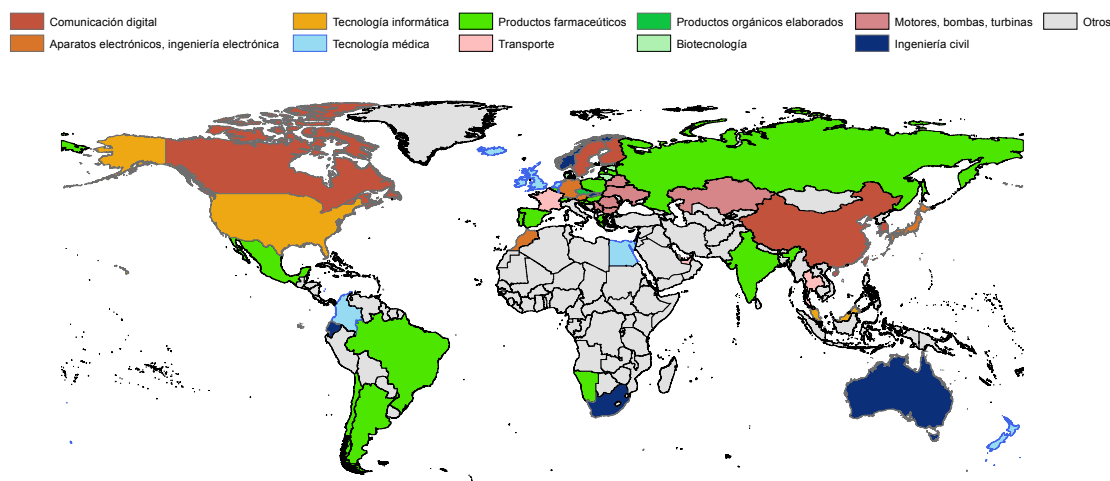 Comunicación digital
Tecnología informática
Productos farmaceúticos
Productos orgánicos elaborados
Motores, bombas, turbinas
Otros
Aparatos electrónicos, ingeniería electrónica
Tecnología médica
Transporte
Biotecnología
Ingeniería civil